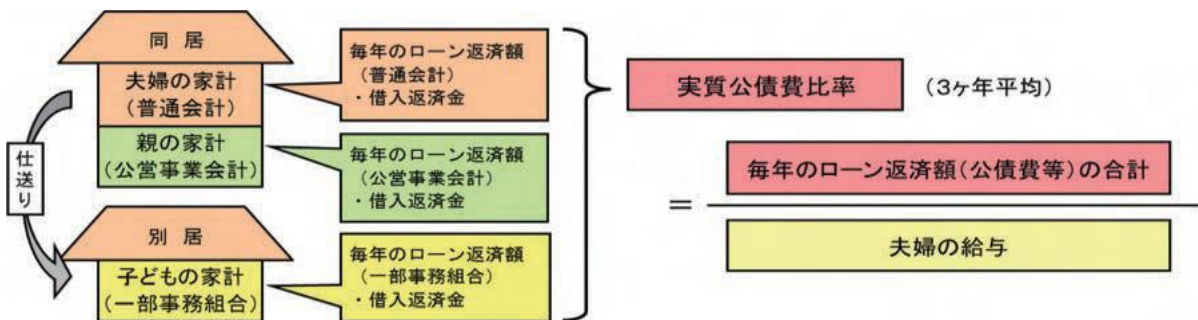 同 居
夫婦の家計
(普通会計)
親の家計
(公営事業会計)
仕送り
別 居
子どもの家計
(一部事務組合)
毎年のローン返済額
(普通会計)
・借入返済金
毎年のローン返済額
(公営事業会計)
・借入返済金
毎年のローン返済額
(一部事務組合)
・借入返済金
実質公債費比率 (3ヶ年平均)
毎年のローン返済額(公債費等)の合計
=
夫婦の給与